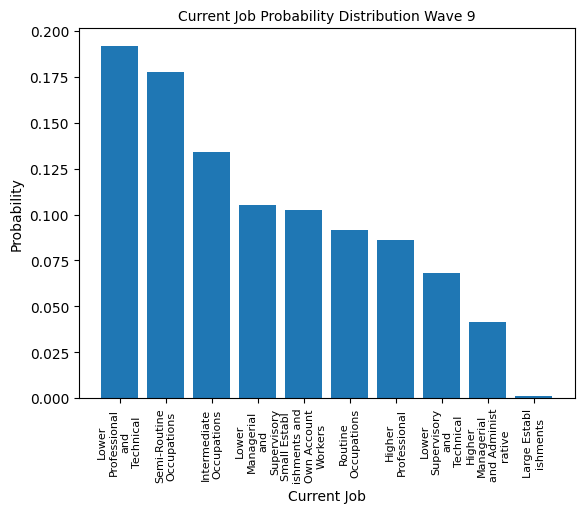 Current Job Probability Distribution Wave 9
Probability
0.200
0.175
0.150
0.125
0.100
0.075
0.050
0.025
0.000
Lower
Professional
and
Technical
Semi-Routine
Occupations
Intermediate
Occupations
Lower
Managerial
and
Supervisory
Small Establ
ishments and
Own Account
Workers
Routine
Occupations
Higher
Professional
Lower
Supervisory
and
Technical
Higher
Managerial
and Administ
rative
Large Establ
ishments
Current Job